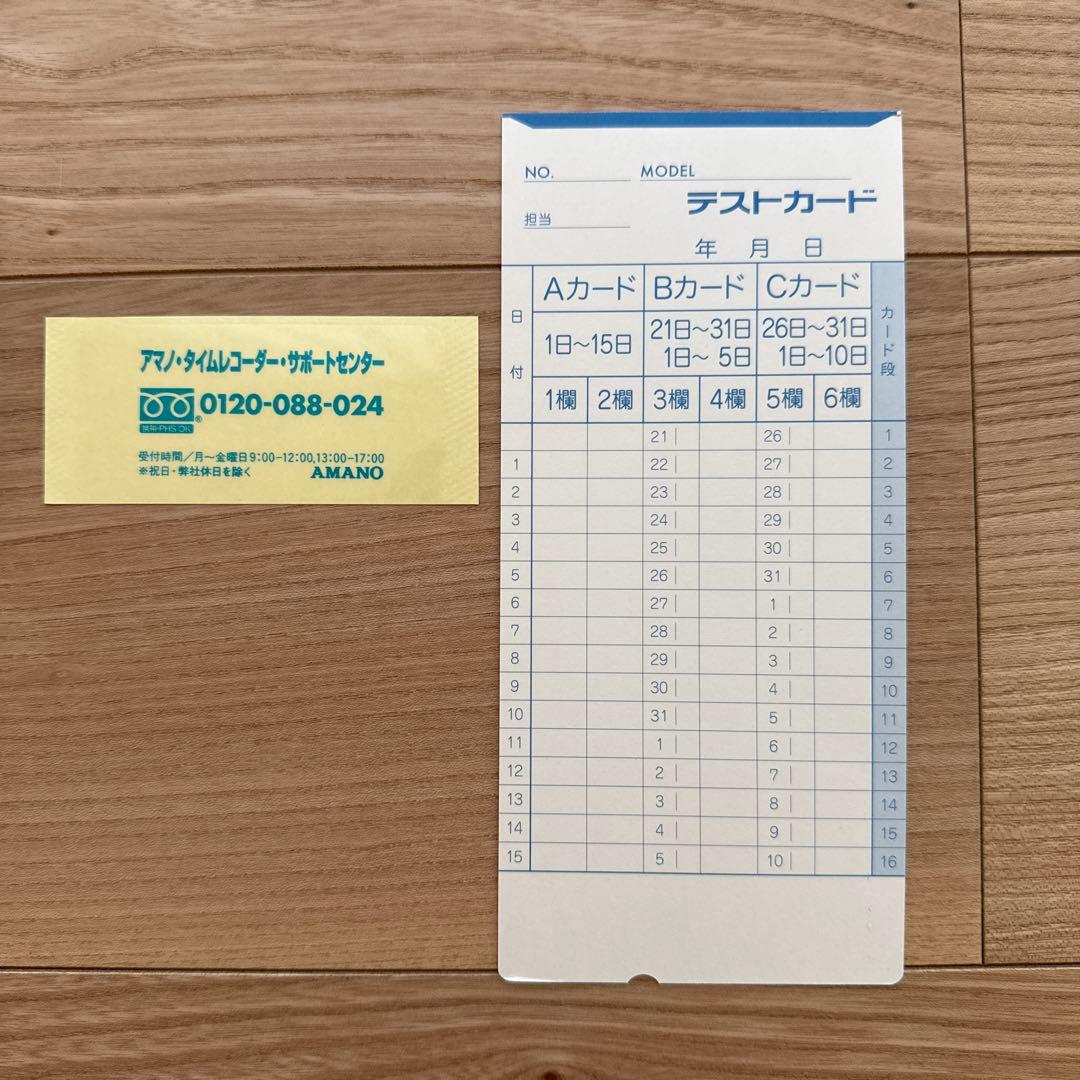 アマノ・タイムレコーダー・サポートセンター
0120-088-024
携帯・PHS OK
受付時間／月～金曜日9:00-12:00,13:00-17:00
※祝日・弊社休日を除く AMANO
NO. MODEL
テストカード
担当
年 月 日
日付 Aカード Bカード Cカード カード段
1日～15日 21日～31日 1日～ 5日 26日～31日 1日～10日
1欄 2欄 3欄 4欄 5欄 6欄
21 26 1
1 22 27 2
2 23 28 3
3 24 29 4
4 25 30 5
5 26 31 6
6 27 1 7
7 28 2 8
8 29 3 9
9 30 4 10
10 31 5 11
11 1 6 12
12 2 7 13
13 3 8 14
14 4 9 15
15 5 10 16